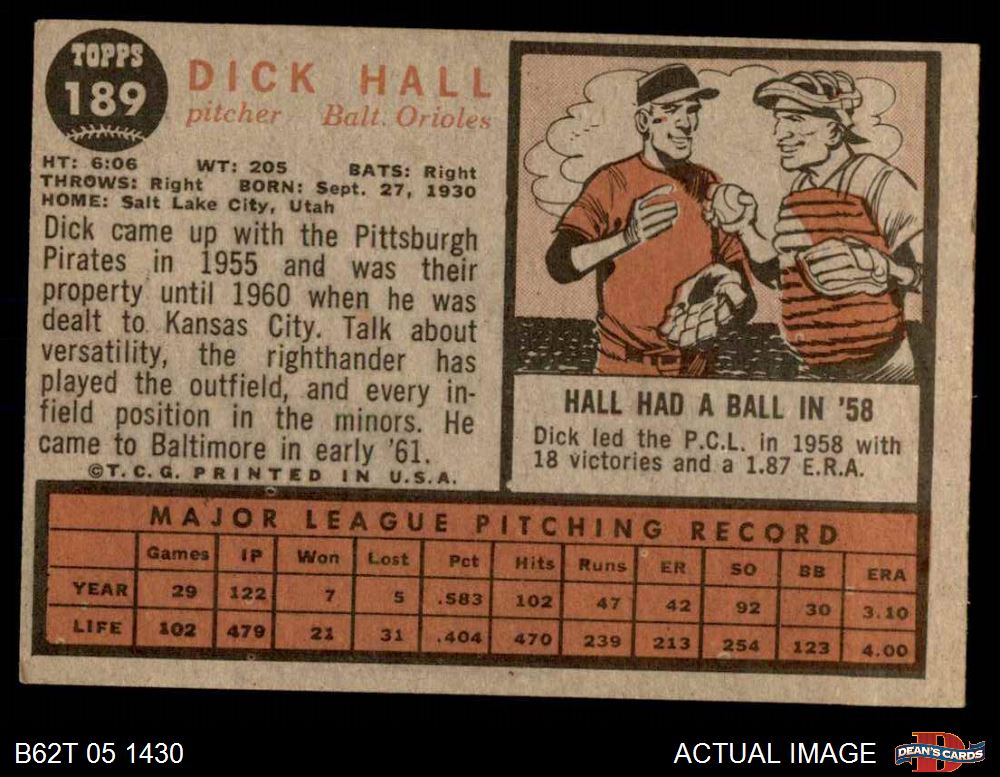 TOPPS
189
DICK HALL
pitcher Balt. Orioles
HT: 6:06 WT: 205 BATS: Right
THROWS: Right BORN: Sept. 27, 1930
HOME: Salt Lake City, Utah
Dick came up with the Pittsburgh
Pirates in 1955 and was their
property until 1960 when he was
dealt to Kansas City. Talk about
versatility, the righthander has
played the outfield, and every in-
field position in the minors. He
came to Baltimore in early '61.
©T.C.G. PRINTED IN U.S.A.
HALL HAD A BALL IN '58
Dick led the P.C.L. in 1958 with
18 victories and a 1.87 E.R.A.
MAJOR LEAGUE PITCHING RECORD
Games IP Won Lost Pct Hits Runs ER SO BB ERA
YEAR 29 122 7 5 .583 102 47 42 92 30 3.10
LIFE 102 479 21 31 .404 470 239 213 254 123 4.00
B62T 05 1430
ACTUAL IMAGE
D
DEAN'S CARDS